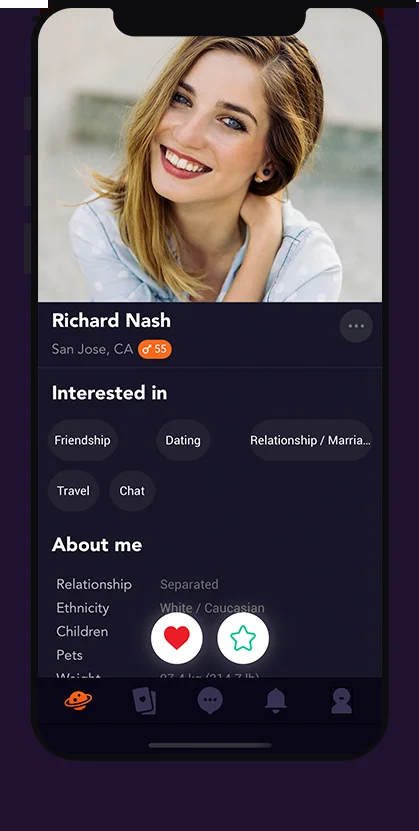 Richard Nash
San Jose, CA ♂ 55
Interested in
Friendship Dating Relationship / Marria...
Travel Chat
About me
Relationship Separated
Ethnicity White / Caucasian
Children
Pets
Weight